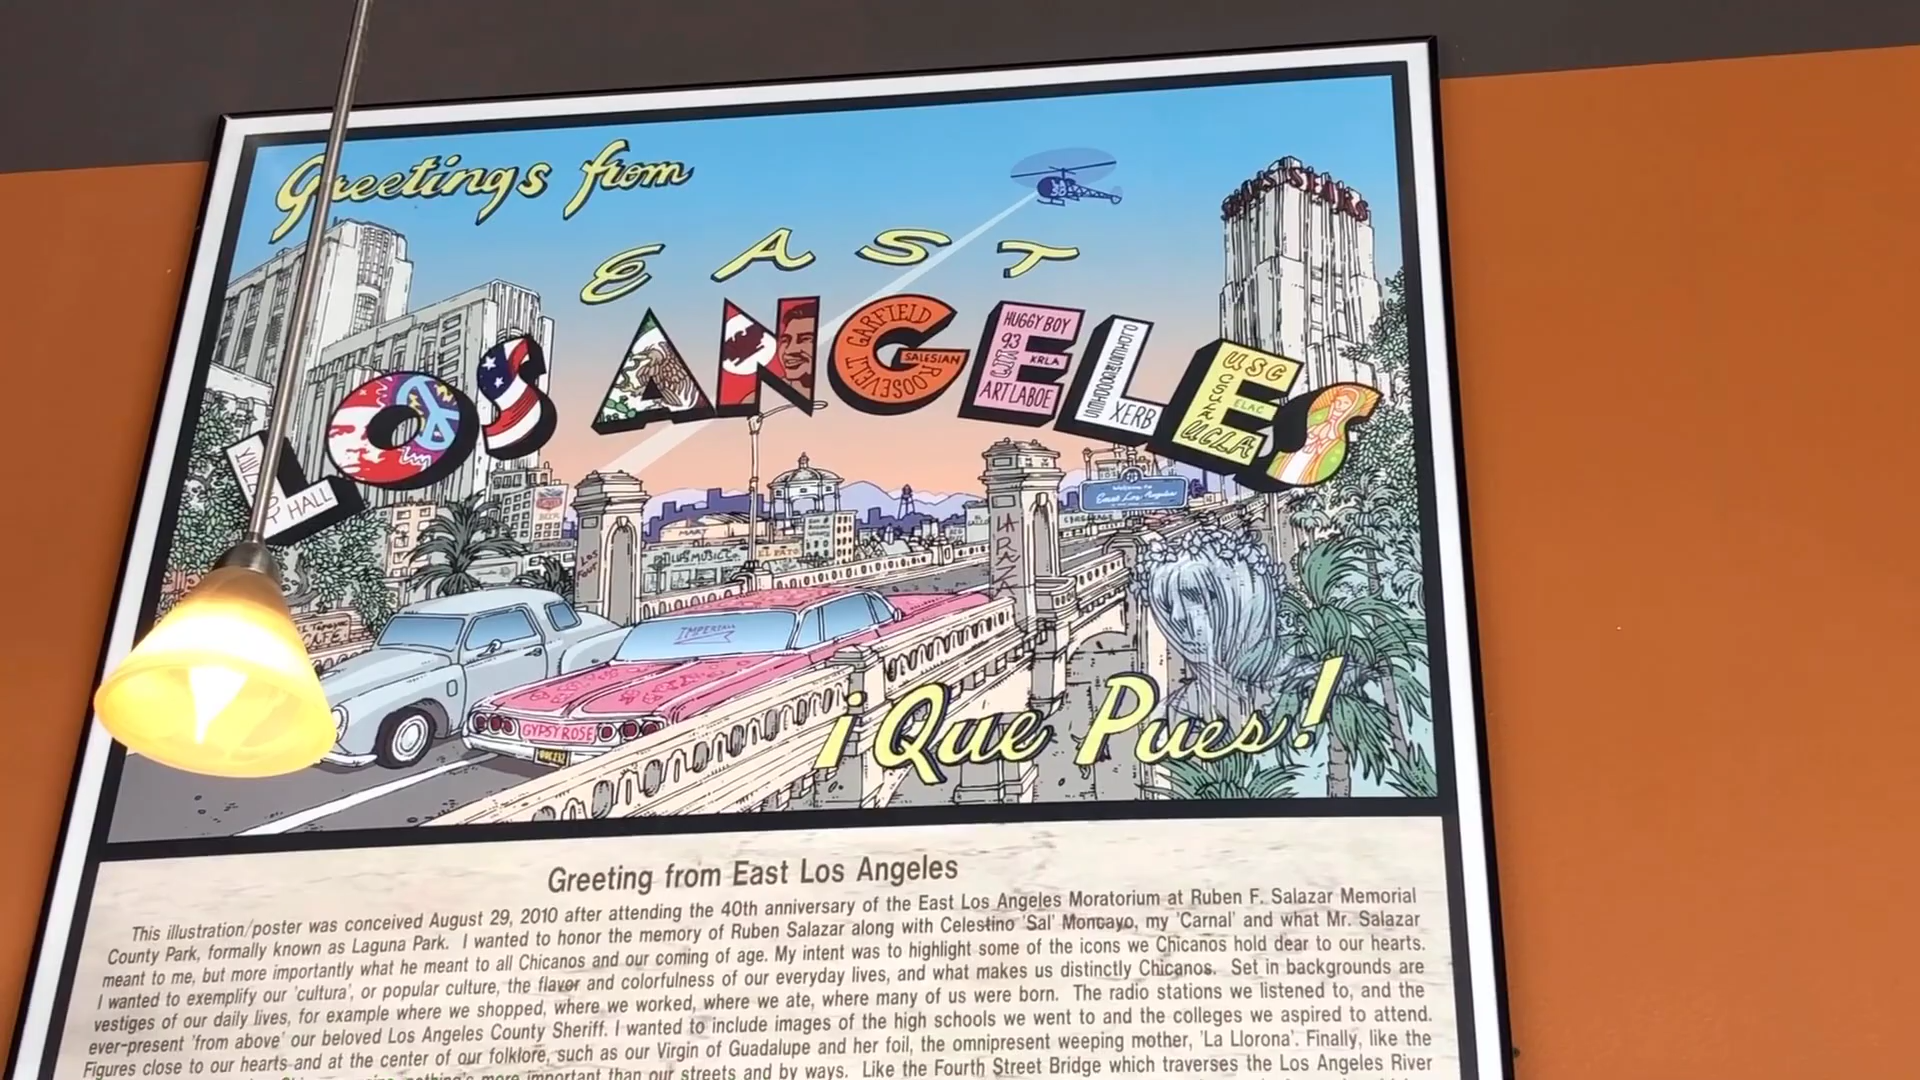 Greetings from
EAST
LOS ANGELES
SEARS
GARFIELD
ROOSEVELT
SALESIAN
HUGGY BOY
93
KRLA
ART LABOE
XERB
USC
CSULA
ELAC
UCLA
HALL
BEER
LOS
FOUR
LA RAZA
Welcome to
East Los Angeles
MUSIC CO.
EL PATO
CAFE
IMPERIALS
GYPSY ROSE
¡Que Pues!
Greeting from East Los Angeles
This illustration/poster was conceived August 29, 2010 after attending the 40th anniversary of the East Los Angeles Moratorium at Ruben F. Salazar Memorial
County Park, formally known as Laguna Park. I wanted to honor the memory of Ruben Salazar along with Celestino 'Sal' Moncayo, my 'Carnal' and what Mr. Salazar
meant to me, but more importantly what he meant to all Chicanos and our coming of age. My intent was to highlight some of the icons we Chicanos hold dear to our hearts.
I wanted to exemplify our 'cultura', or popular culture, the flavor and colorfulness of our everyday lives, and what makes us distinctly Chicanos. Set in backgrounds are
vestiges of our daily lives, for example where we shopped, where we worked, where we ate, where many of us were born. The radio stations we listened to, and the
ever-present 'from above' our beloved Los Angeles County Sheriff. I wanted to include images of the high schools we went to and the colleges we aspired to attend.
Figures close to our hearts and at the center of our folklore, such as our Virgin of Guadalupe and her foil, the omnipresent weeping mother, 'La Llorona'. Finally, like the
more important than our streets and by ways. Like the Fourth Street Bridge which traverses the Los Angeles River